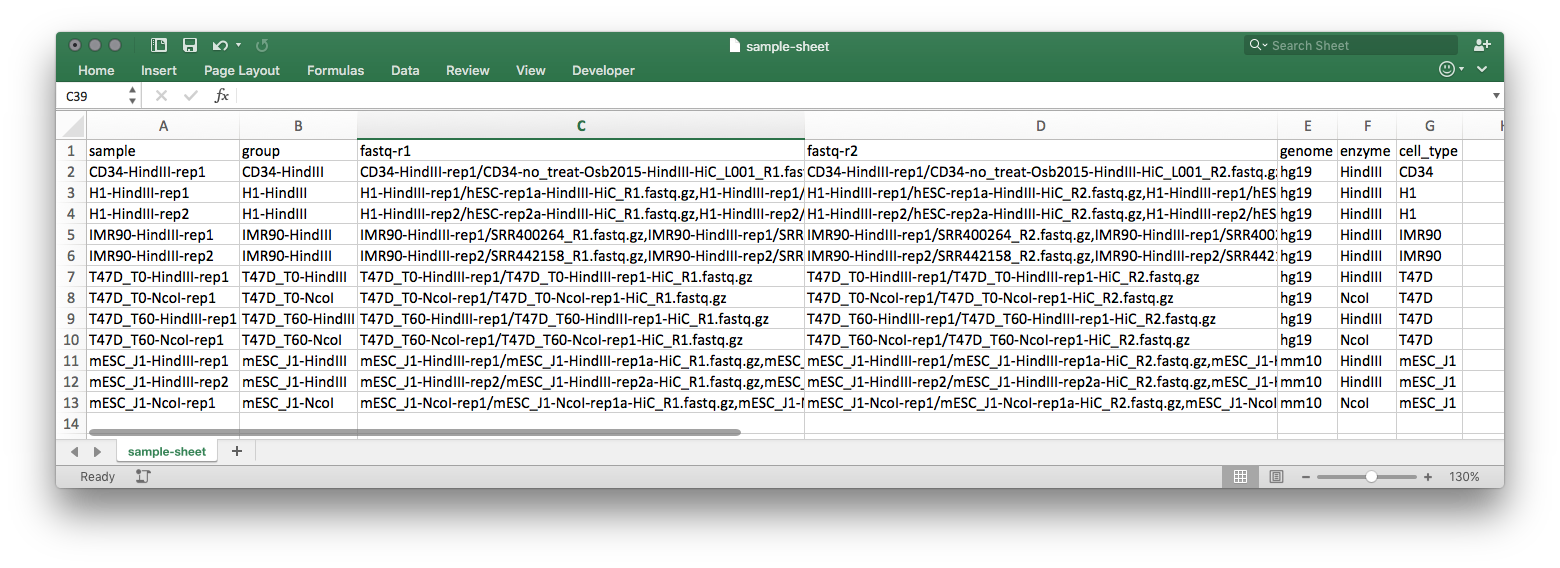 sample-sheet
Search Sheet
Home Insert Page Layout Formulas Data Review View Developer
C39 fx
A B C D E F G
1 sample group fastq-r1 fastq-r2 genome enzyme cell_type
2 CD34-HindIII-rep1 CD34-HindIII CD34-HindIII-rep1/CD34-no_treat-Osb2015-HindIII-HiC_L001_R1.fas CD34-HindIII-rep1/CD34-no_treat-Osb2015-HindIII-HiC_L001_R2.fastq.gz hg19 HindIII CD34
3 H1-HindIII-rep1 H1-HindIII H1-HindIII-rep1/hESC-rep1a-HindIII-HiC_R1.fastq.gz,H1-HindIII-rep1/ H1-HindIII-rep1/hESC-rep1a-HindIII-HiC_R2.fastq.gz,H1-HindIII-rep1/hES hg19 HindIII H1
4 H1-HindIII-rep2 H1-HindIII H1-HindIII-rep2/hESC-rep2a-HindIII-HiC_R1.fastq.gz,H1-HindIII-rep2/ H1-HindIII-rep2/hESC-rep2a-HindIII-HiC_R2.fastq.gz,H1-HindIII-rep2/hES hg19 HindIII H1
5 IMR90-HindIII-rep1 IMR90-HindIII IMR90-HindIII-rep1/SRR400264_R1.fastq.gz,IMR90-HindIII-rep1/SRR IMR90-HindIII-rep1/SRR400264_R2.fastq.gz,IMR90-HindIII-rep1/SRR400 hg19 HindIII IMR90
6 IMR90-HindIII-rep2 IMR90-HindIII IMR90-HindIII-rep2/SRR442158_R1.fastq.gz,IMR90-HindIII-rep2/SRR IMR90-HindIII-rep2/SRR442158_R2.fastq.gz,IMR90-HindIII-rep2/SRR442 hg19 HindIII IMR90
7 T47D_T0-HindIII-rep1 T47D_T0-HindIII T47D_T0-HindIII-rep1/T47D_T0-HindIII-rep1-HiC_R1.fastq.gz T47D_T0-HindIII-rep1/T47D_T0-HindIII-rep1-HiC_R2.fastq.gz hg19 HindIII T47D
8 T47D_T0-NcoI-rep1 T47D_T0-NcoI T47D_T0-NcoI-rep1/T47D_T0-NcoI-rep1-HiC_R1.fastq.gz T47D_T0-NcoI-rep1/T47D_T0-NcoI-rep1-HiC_R2.fastq.gz hg19 NcoI T47D
9 T47D_T60-HindIII-rep1 T47D_T60-HindIII T47D_T60-HindIII-rep1/T47D_T60-HindIII-rep1-HiC_R1.fastq.gz T47D_T60-HindIII-rep1/T47D_T60-HindIII-rep1-HiC_R2.fastq.gz hg19 HindIII T47D
10 T47D_T60-NcoI-rep1 T47D_T60-NcoI T47D_T60-NcoI-rep1/T47D_T60-NcoI-rep1-HiC_R1.fastq.gz T47D_T60-NcoI-rep1/T47D_T60-NcoI-rep1-HiC_R2.fastq.gz hg19 NcoI T47D
11 mESC_J1-HindIII-rep1 mESC_J1-HindIII mESC_J1-HindIII-rep1/mESC_J1-HindIII-rep1a-HiC_R1.fastq.gz,mESC_ mESC_J1-HindIII-rep1/mESC_J1-HindIII-rep1a-HiC_R2.fastq.gz,mESC_J1- mm10 HindIII mESC_J1
12 mESC_J1-HindIII-rep2 mESC_J1-HindIII mESC_J1-HindIII-rep2/mESC_J1-HindIII-rep2a-HiC_R1.fastq.gz,mESC_ mESC_J1-HindIII-rep2/mESC_J1-HindIII-rep2a-HiC_R2.fastq.gz,mESC_J1- mm10 HindIII mESC_J1
13 mESC_J1-NcoI-rep1 mESC_J1-NcoI mESC_J1-NcoI-rep1/mESC_J1-NcoI-rep1a-HiC_R1.fastq.gz,mESC_J1- mESC_J1-NcoI-rep1/mESC_J1-NcoI-rep1a-HiC_R2.fastq.gz,mESC_J1-NcoI mm10 NcoI mESC_J1
14
sample-sheet
Ready 130%